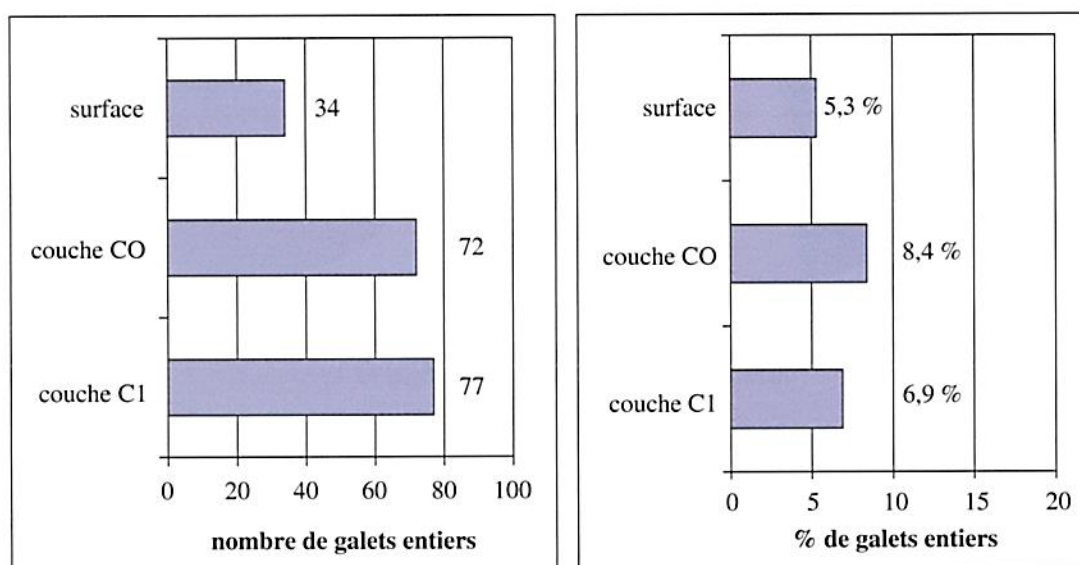 surface
34
couche CO
72
couche C1
77
0 20 40 60 80 100
nombre de galets entiers
surface
5,3 %
couche CO
8,4 %
couche C1
6,9 %
0 5 10 15 20
% de galets entiers